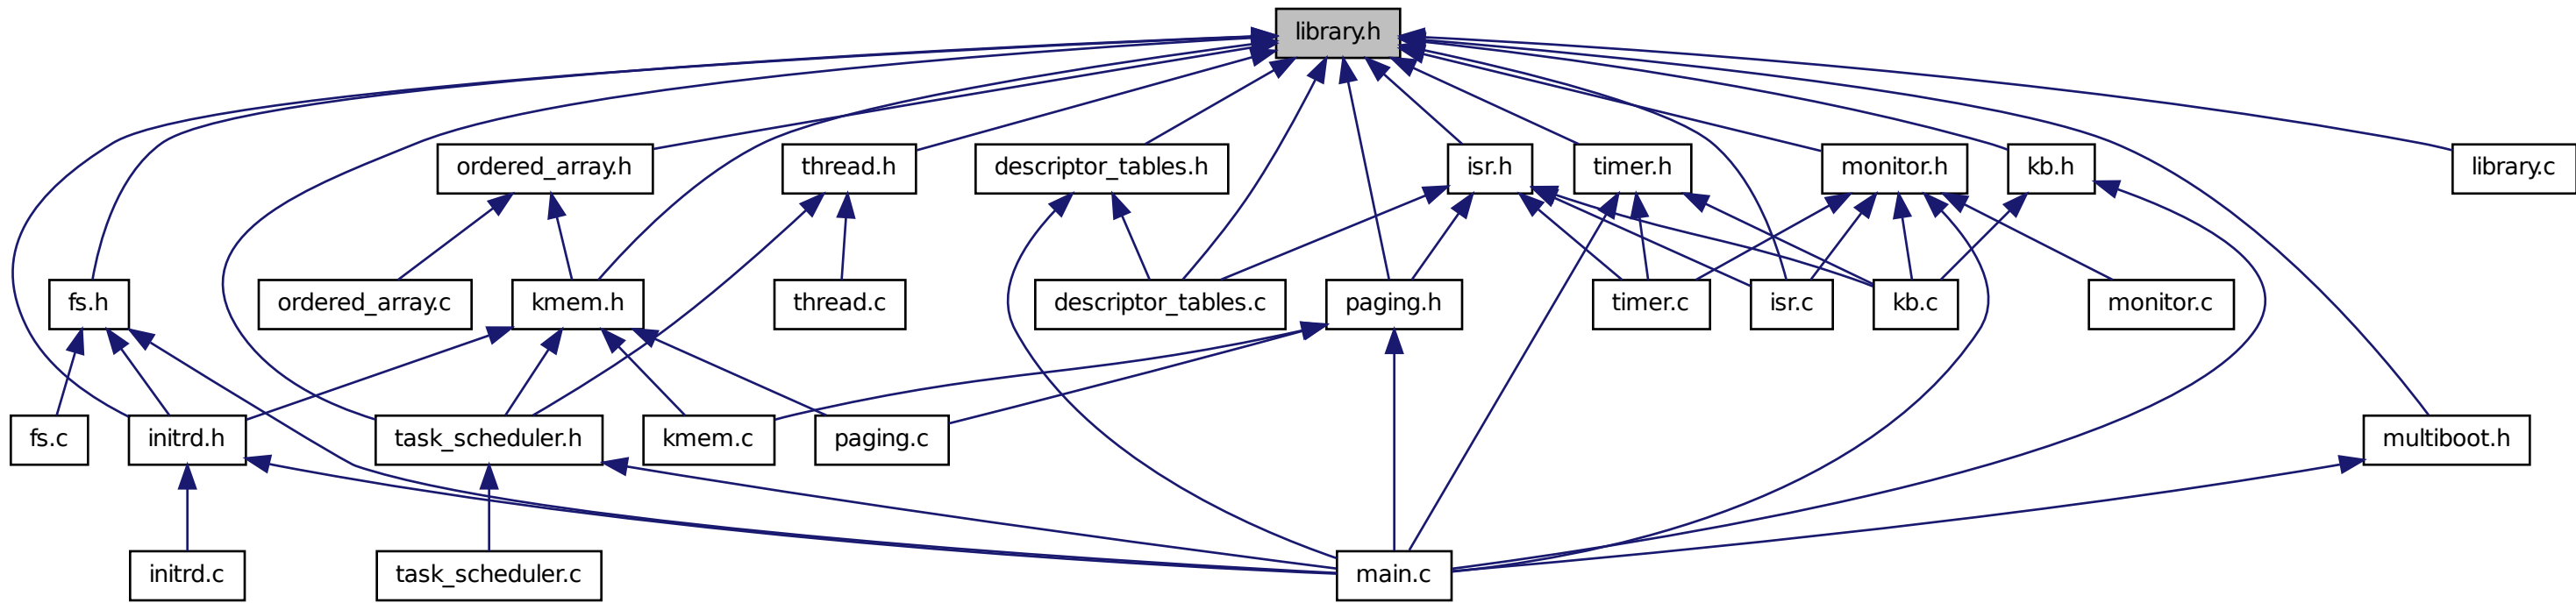 library.h
ordered_array.h
thread.h
descriptor_tables.h
isr.h
timer.h
monitor.h
kb.h
library.c
fs.h
ordered_array.c
kmem.h
thread.c
descriptor_tables.c
paging.h
timer.c
isr.c
kb.c
monitor.c
fs.c
initrd.h
task_scheduler.h
kmem.c
paging.c
multiboot.h
initrd.c
task_scheduler.c
main.c